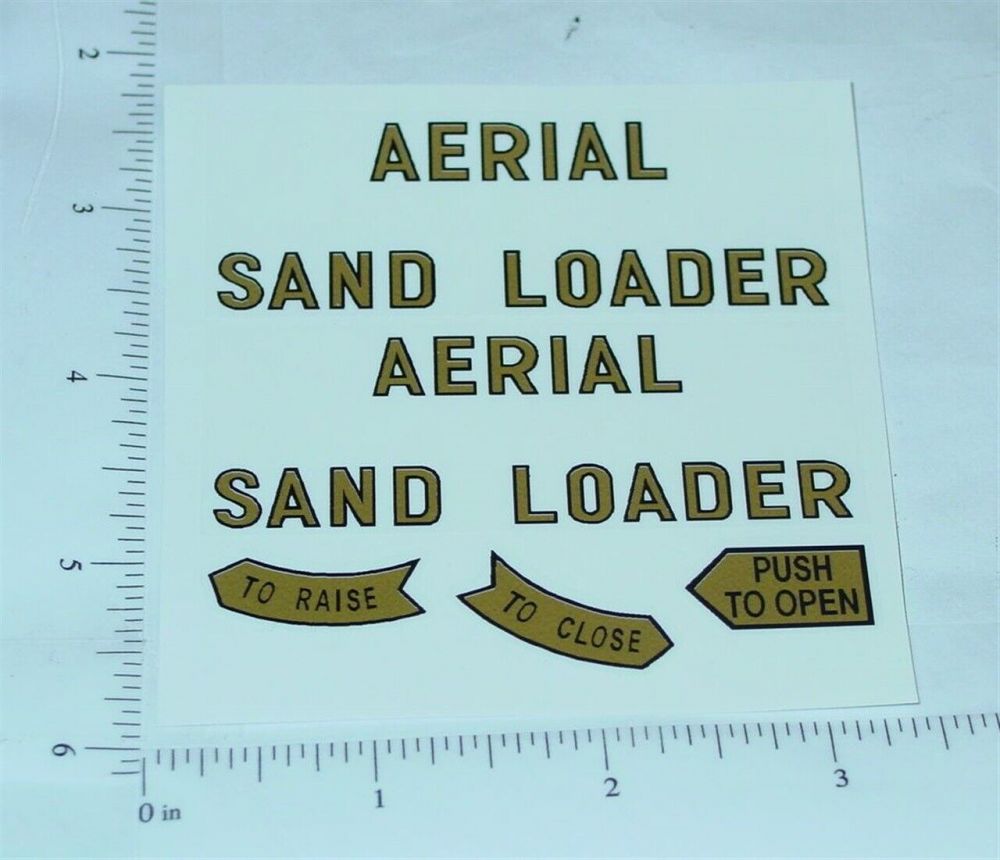 2
3
4
5
6
AERIAL
SAND LOADER
AERIAL
SAND LOADER
TO RAISE
TO CLOSE
PUSH
TO OPEN
0 in 1 2 3